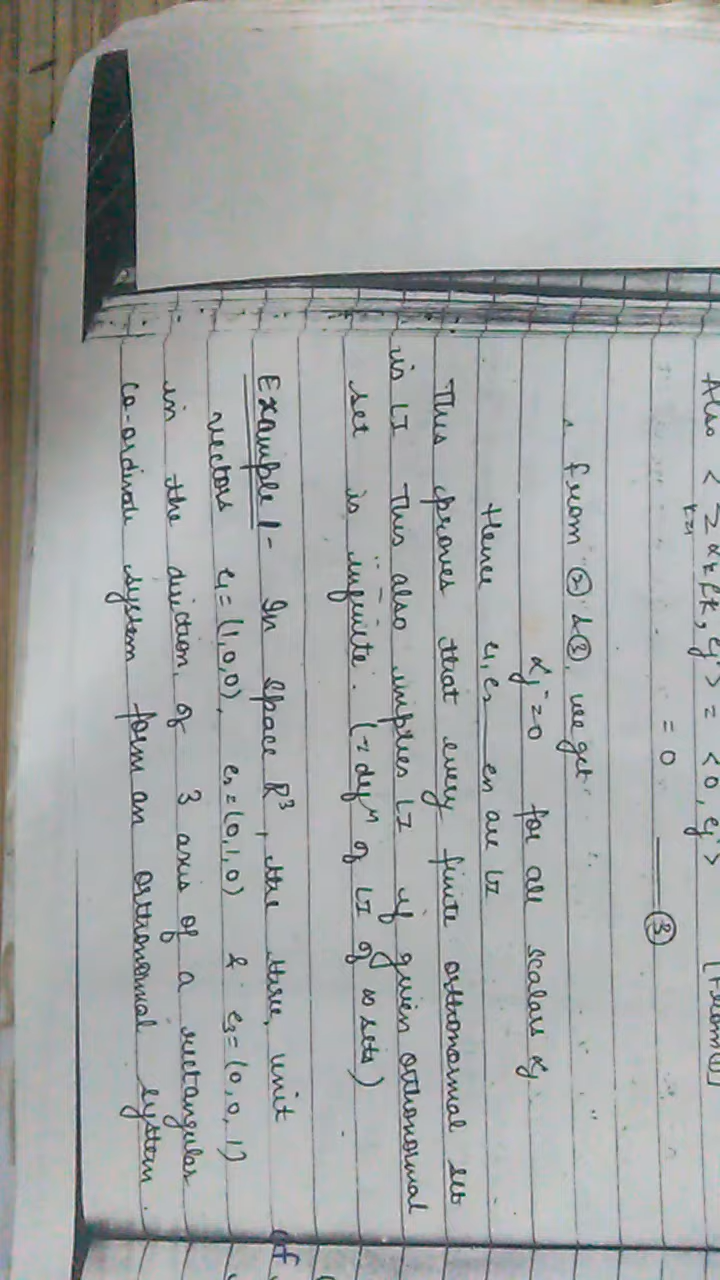 Also < Σ αk ek, ej > = < 0, ej > [from ①]
k=1
= 0 ——— ③
∴ from ② & ③, we get
αj = 0 for all scalars αj
Hence e1, e2 — en are LI
This proves that every finite orthonormal set
is LI This also implies LI if given orthonormal
set is infinite. (∵ defn of LI of ∞ sets)
Example 1- In Space R³, the three, unit
vectors e1 = (1,0,0), e2 = (0,1,0) & e3 = (0,0,1)
in the direction, of 3 axis of a rectangular
co-ordinate system form an orthonormal system.
of